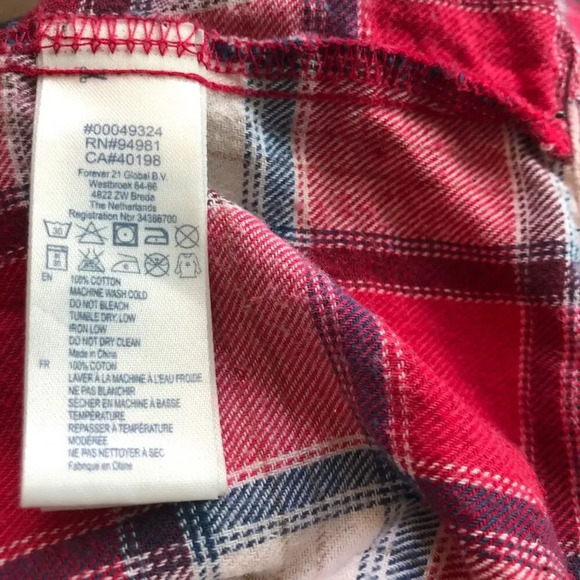 #00049324
RN#94981
CA#40198
Forever 21 Global B.V.
Westbroek 64-66
4822 ZW Breda
The Netherlands
Registration Nbr 34366700
30
EN 100% COTTON
MACHINE WASH COLD
DO NOT BLEACH
TUMBLE DRY, LOW
IRON LOW
DO NOT DRY CLEAN
Made in China
FR 100% COTON
LAVER À LA MACHINE À L'EAU FROIDE
NE PAS BLANCHIR
SÉCHER EN MACHINE À BASSE
TEMPÉRATURE
REPASSER À TEMPÉRATURE
MODÉRÉE
NE PAS NETTOYER À SEC
Fabriqué en Chine